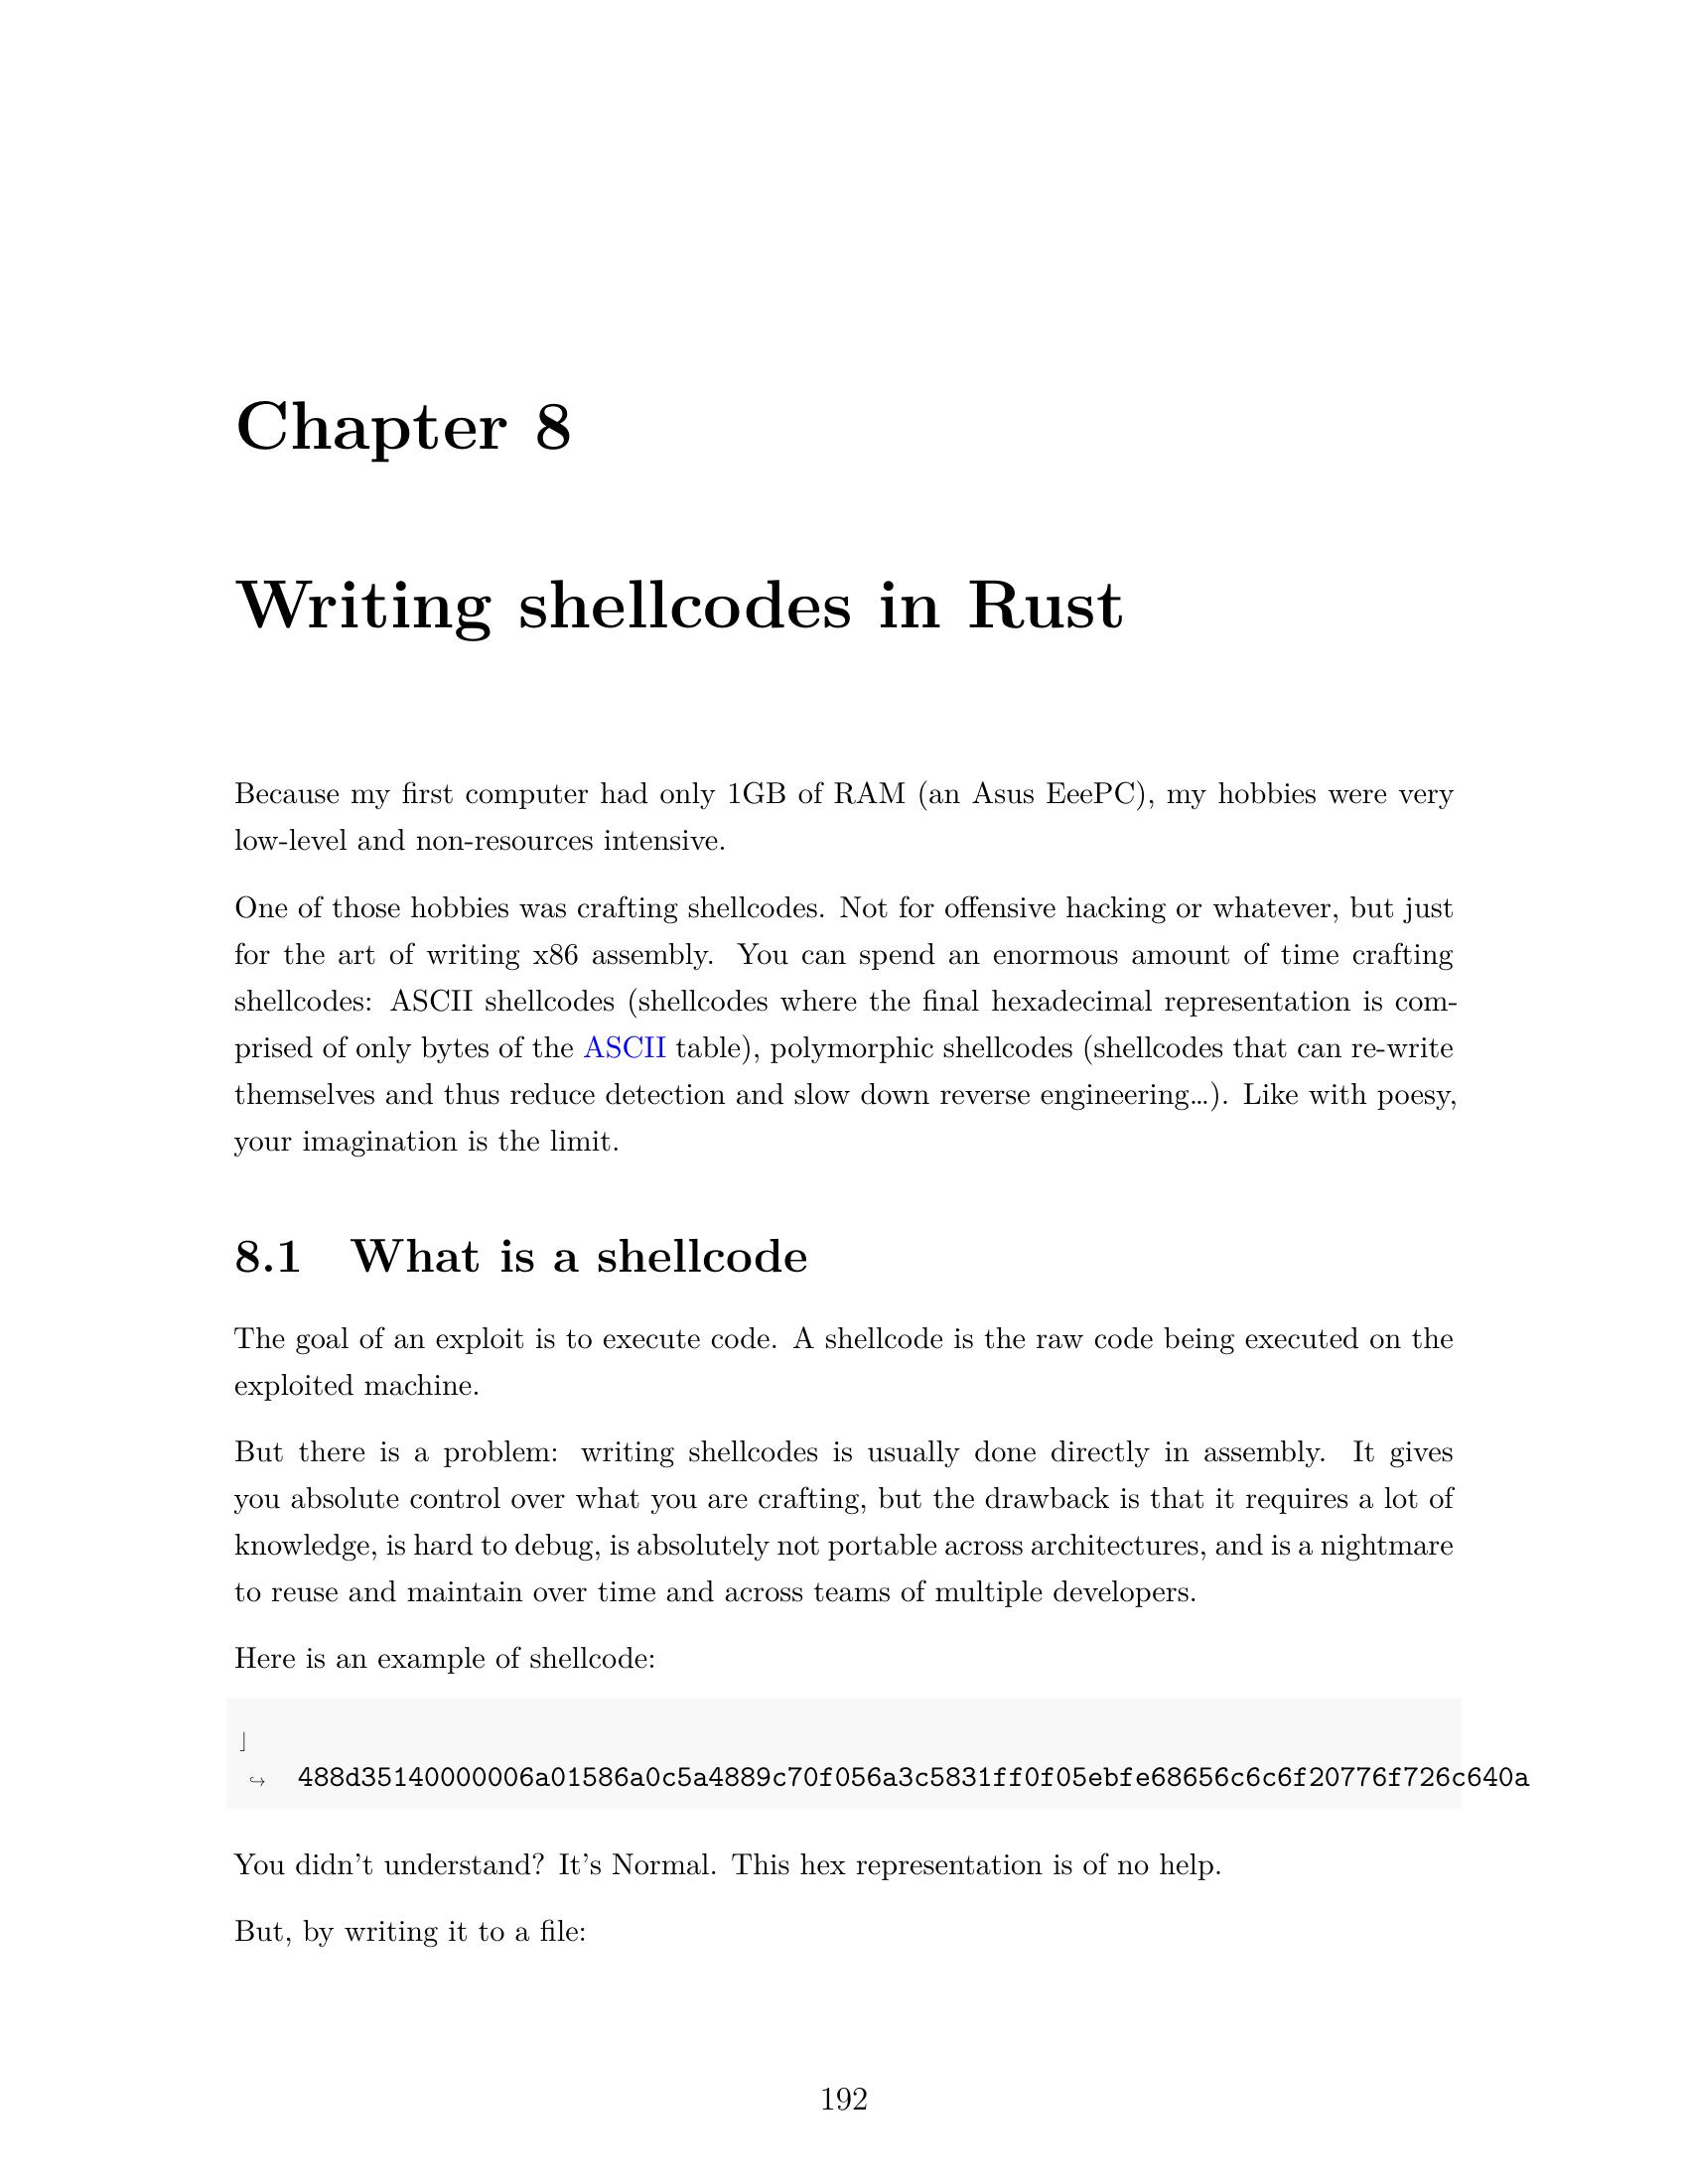 Chapter 8
Writing shellcodes in Rust
Because my first computer had only 1GB of RAM (an Asus EeePC), my hobbies were very
low-level and non-resources intensive.
One of those hobbies was crafting shellcodes. Not for offensive hacking or whatever, but just
for the art of writing x86 assembly. You can spend an enormous amount of time crafting
shellcodes: ASCII shellcodes (shellcodes where the final hexadecimal representation is com-
prised of only bytes of the ASCII table), polymorphic shellcodes (shellcodes that can re-write
themselves and thus reduce detection and slow down reverse engineering…). Like with poesy,
your imagination is the limit.
8.1 What is a shellcode
The goal of an exploit is to execute code. A shellcode is the raw code being executed on the
exploited machine.
But there is a problem: writing shellcodes is usually done directly in assembly. It gives
you absolute control over what you are crafting, but the drawback is that it requires a lot of
knowledge, is hard to debug, is absolutely not portable across architectures, and is a nightmare
to reuse and maintain over time and across teams of multiple developers.
Here is an example of shellcode:
⌋
↪ 488d35140000006a01586a0c5a4889c70f056a3c5831ff0f05ebfe68656c6c6f20776f726c640a
You didn't understand? It's Normal. This hex representation is of no help.
But, by writing it to a file:
192